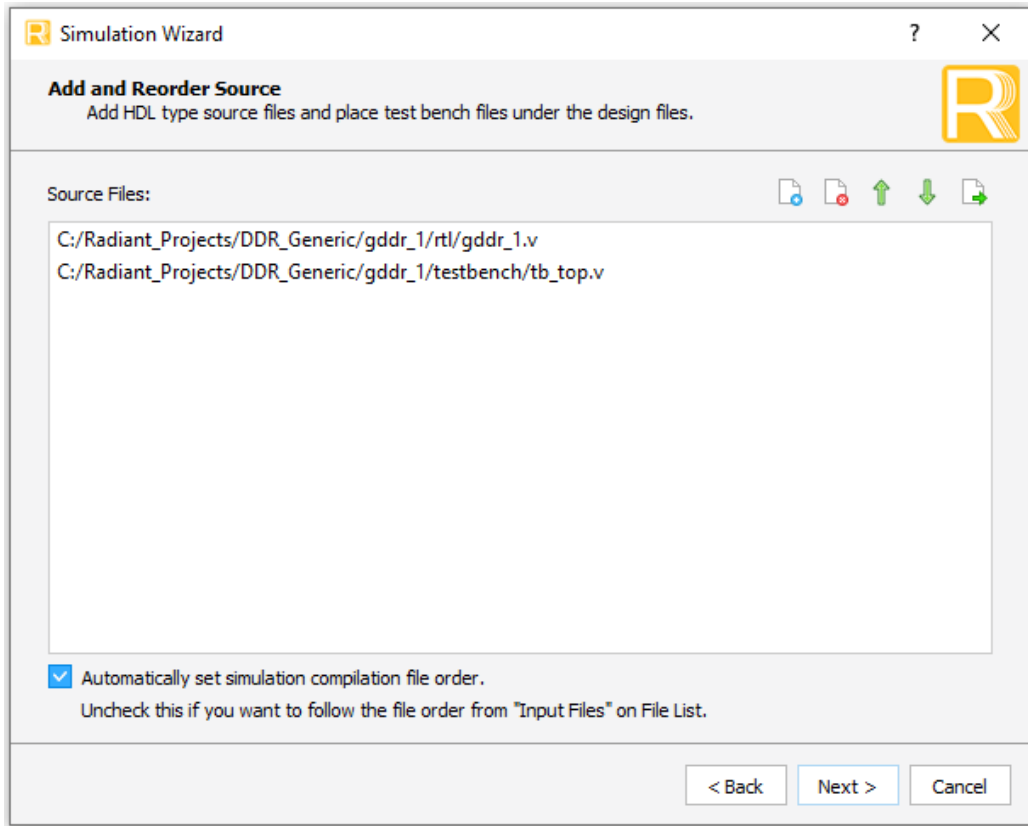 Simulation Wizard
?
Add and Reorder Source
Add HDL type source files and place test bench files under the design files.
Source Files:
C:/Radiant_Projects/DDR_Generic/gddr_1/rtl/gddr_1.v
C:/Radiant_Projects/DDR_Generic/gddr_1/testbench/tb_top.v
Automatically set simulation compilation file order.
Uncheck this if you want to follow the file order from "Input Files" on File List.
< Back
Next >
Cancel